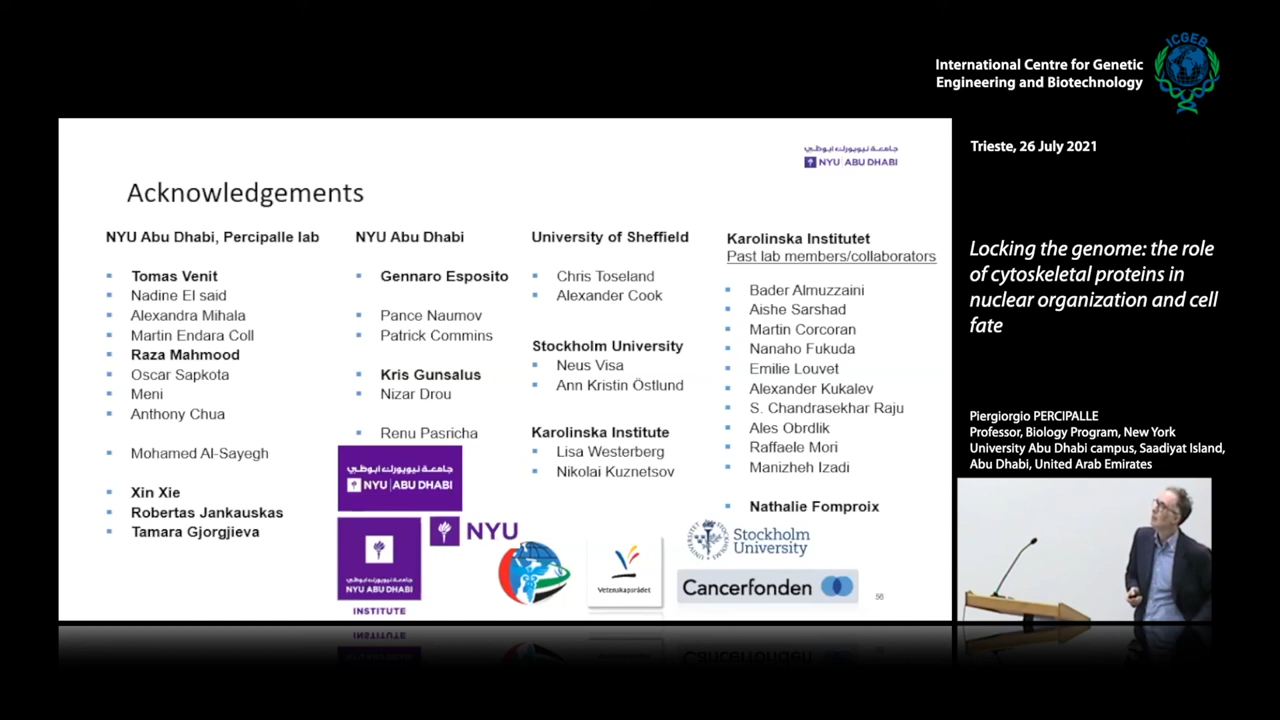 ICGEB
International Centre for Genetic
Engineering and Biotechnology
Trieste, 26 July 2021
Locking the genome: the role
of cytoskeletal proteins in
nuclear organization and cell
fate
Piergiorgio PERCIPALLE
Professor, Biology Program, New York
University Abu Dhabi campus, Saadiyat Island,
Abu Dhabi, United Arab Emirates
جامعة نيويورك أبوظبي
NYU ABU DHABI
Acknowledgements
NYU Abu Dhabi, Percipalle lab
Tomas Venit
Nadine El said
Alexandra Mihala
Martin Endara Coll
Raza Mahmood
Oscar Sapkota
Meni
Anthony Chua
Mohamed Al-Sayegh
Xin Xie
Robertas Jankauskas
Tamara Gjorgjieva
NYU Abu Dhabi
Gennaro Esposito
Pance Naumov
Patrick Commins
Kris Gunsalus
Nizar Drou
Renu Pasricha
University of Sheffield
Chris Toseland
Alexander Cook
Stockholm University
Neus Visa
Ann Kristin Östlund
Karolinska Institute
Lisa Westerberg
Nikolai Kuznetsov
Karolinska Institutet
Past lab members/collaborators
Bader Almuzzaini
Aishe Sarshad
Martin Corcoran
Nanaho Fukuda
Emilie Louvet
Alexander Kukalev
S. Chandrasekhar Raju
Ales Obrdlik
Raffaele Mori
Manizheh Izadi
Nathalie Fomproix
جامعة نيويورك أبوظبي
NYU ABU DHABI
جامعة نيويورك أبوظبي
NYU ABU DHABI
INSTITUTE
NYU
Vetenskapsrådet
Stockholm
University
Cancerfonden
56